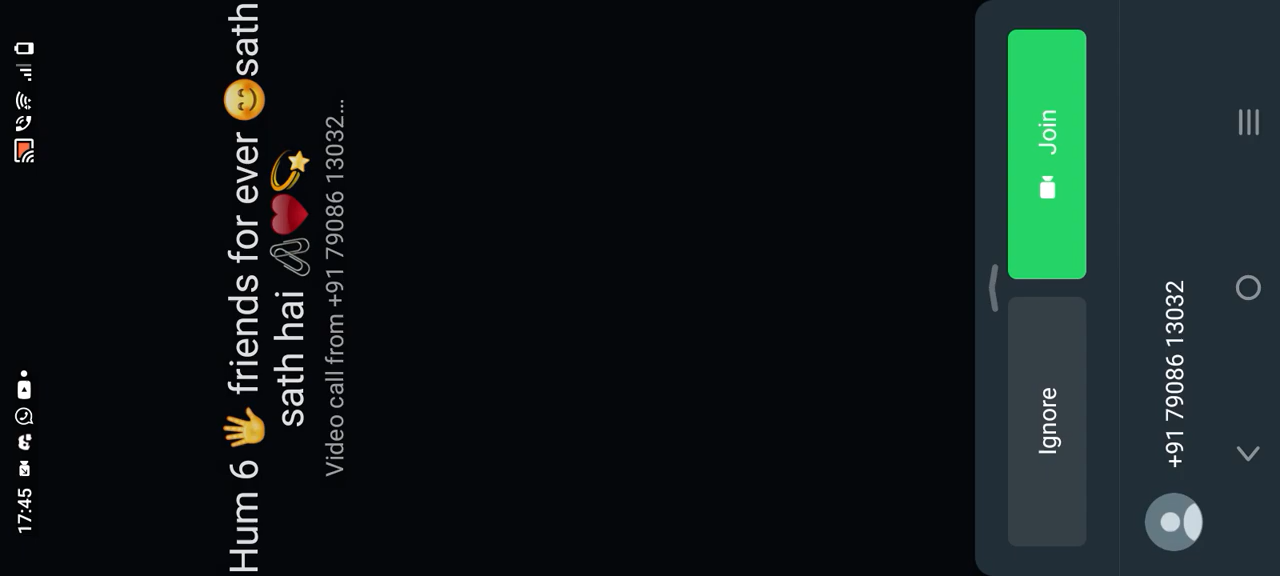 17:45
Hum 6 🖐 friends for ever 😊sath
sath hai 🖇❤💫
Video call from +91 79086 13032...
Ignore
Join
+91 79086 13032